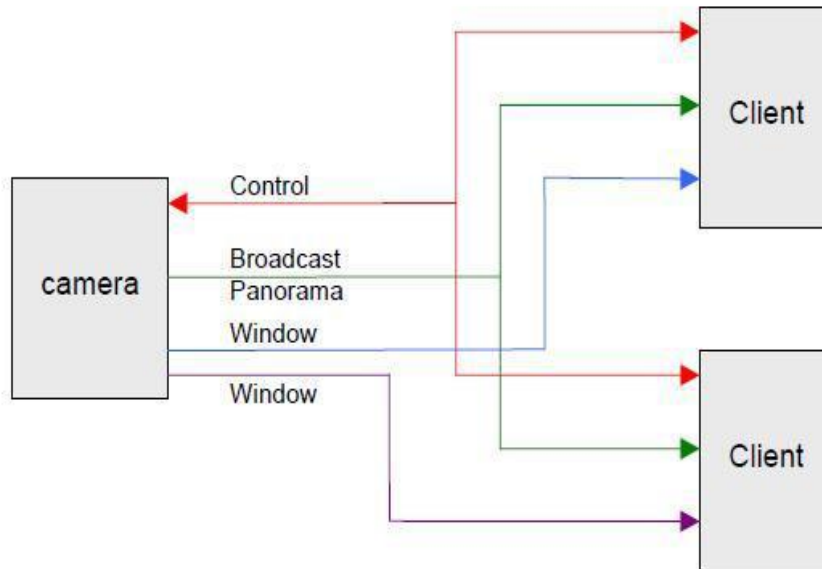 Client
Control
camera
Broadcast
Panorama
Window
Window
Client